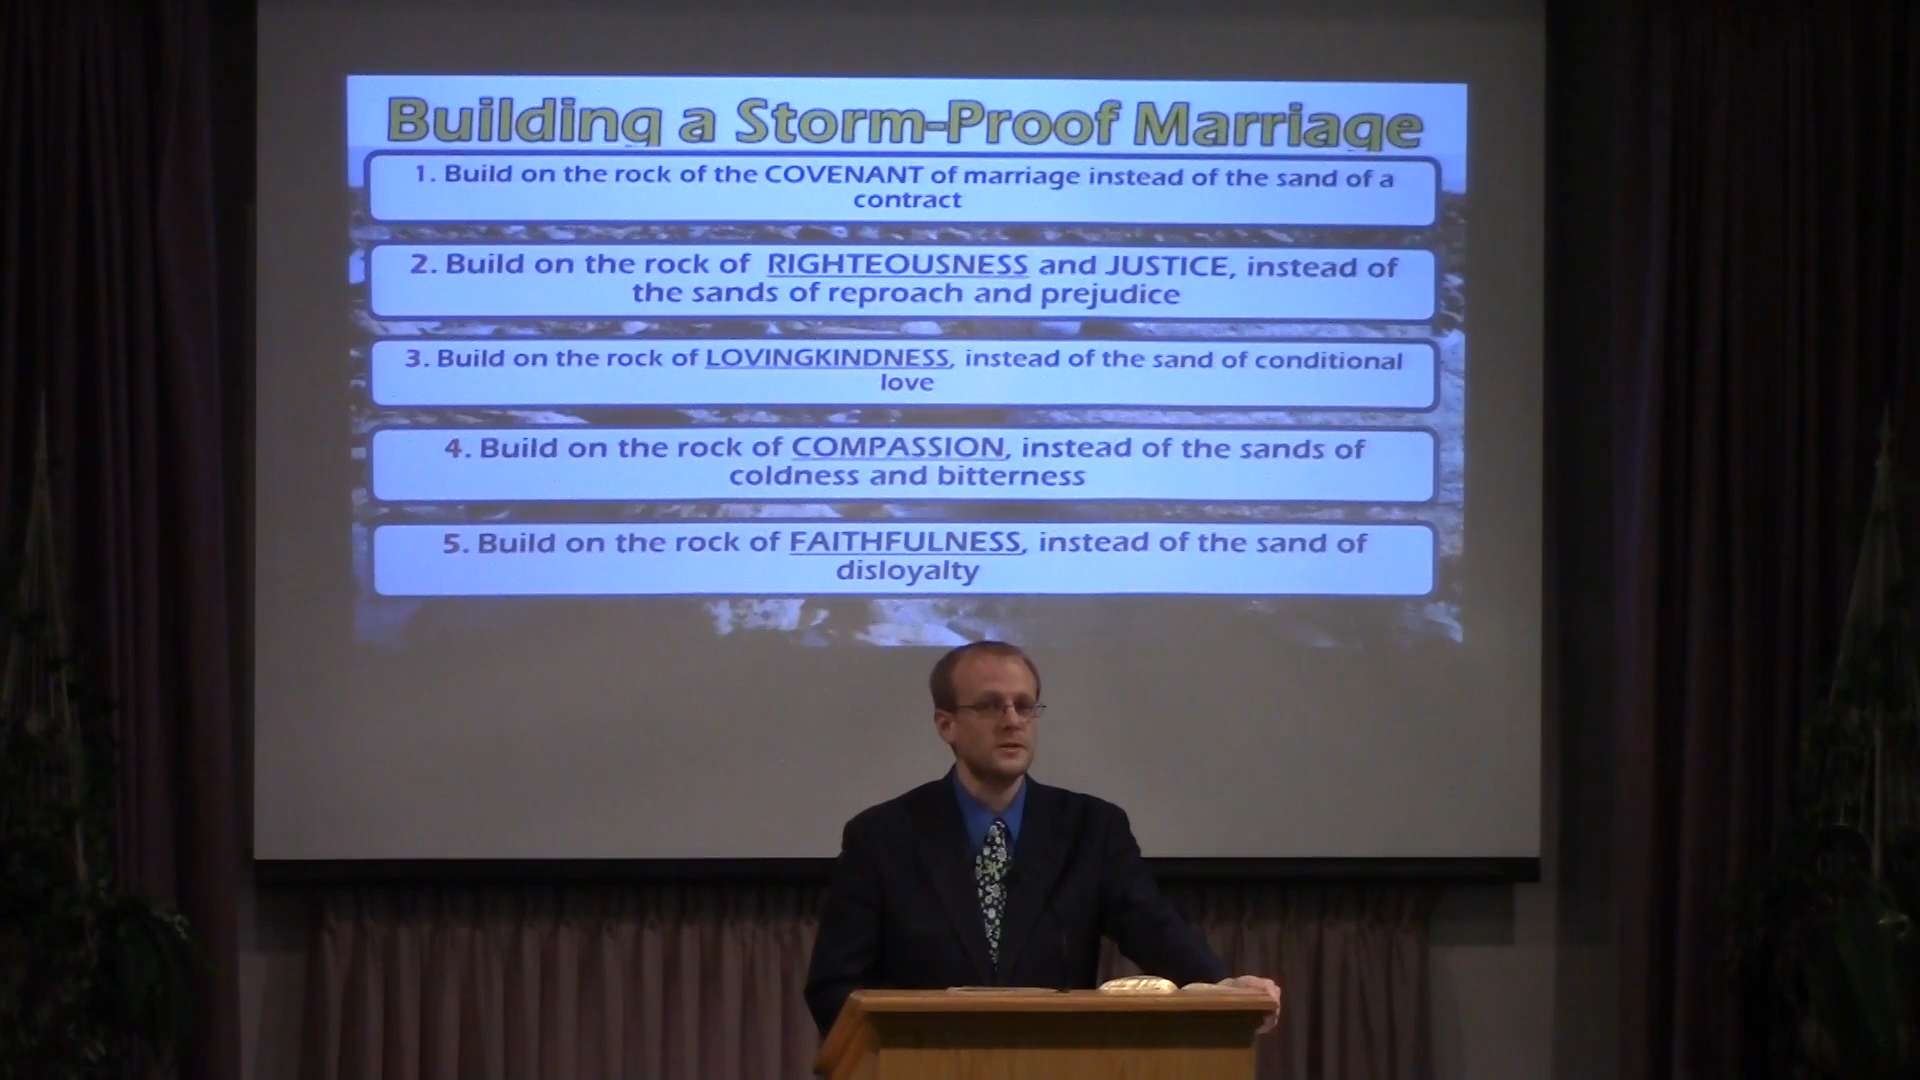 Building a Storm-Proof Marriage
1. Build on the rock of the COVENANT of marriage instead of the sand of a
contract
2. Build on the rock of RIGHTEOUSNESS and JUSTICE, instead of
the sands of reproach and prejudice
3. Build on the rock of LOVINGKINDNESS, instead of the sand of conditional
love
4. Build on the rock of COMPASSION, instead of the sands of
coldness and bitterness
5. Build on the rock of FAITHFULNESS, instead of the sand of
disloyalty